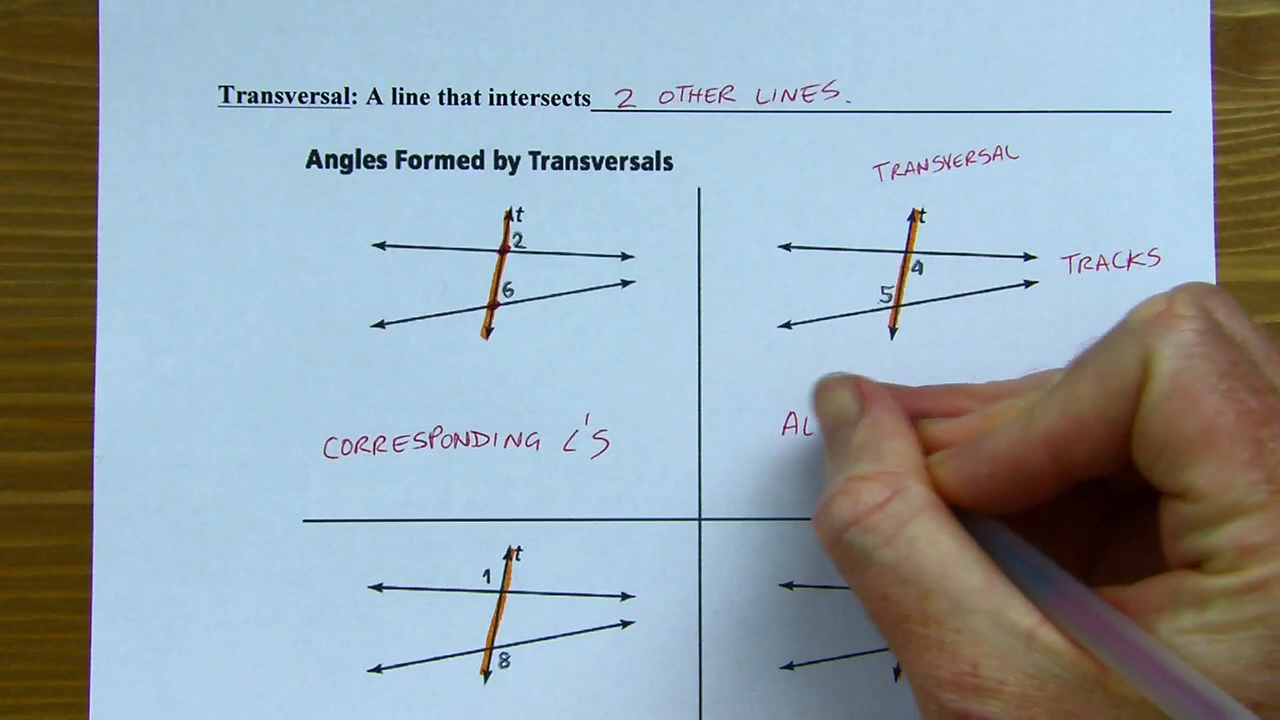 Transversal: A line that intersects 2 OTHER LINES.
Angles Formed by Transversals
TRANSVERSAL
t
2
6
t
4
5
TRACKS
CORRESPONDING ∠'S
AL
t
1
8